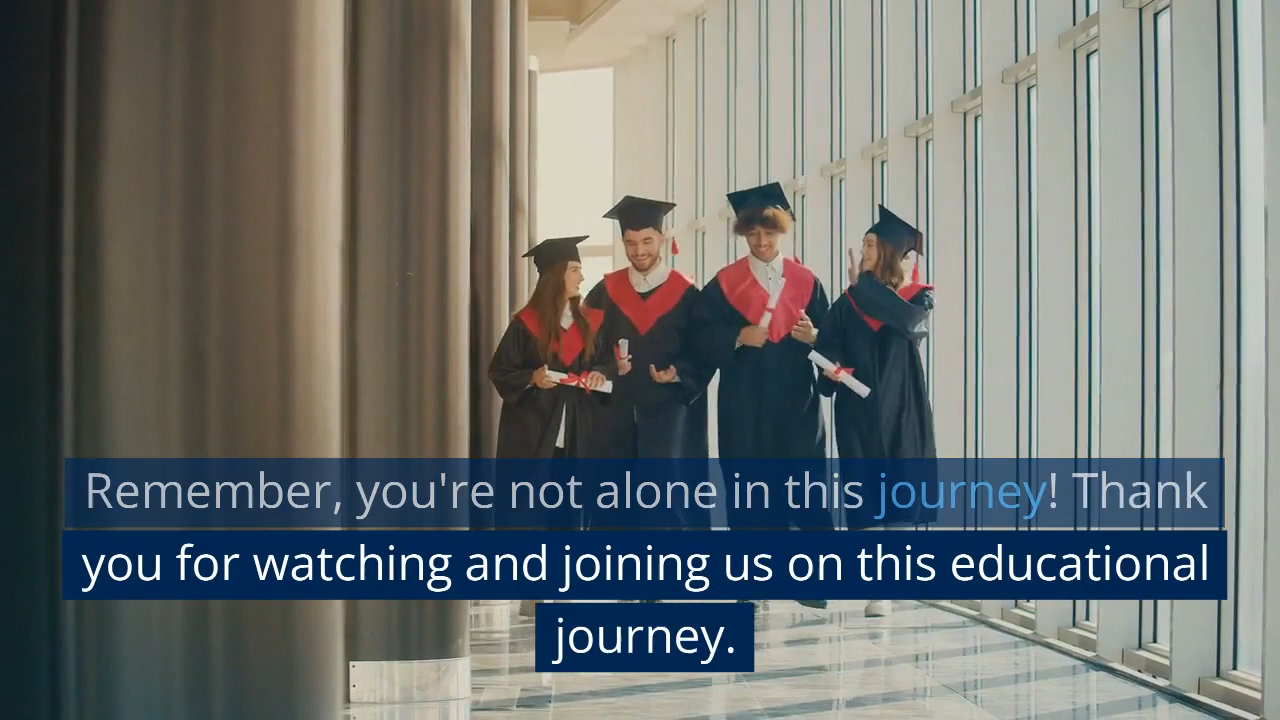 Remember, you're not alone in this journey! Thank
you for watching and joining us on this educational
journey.